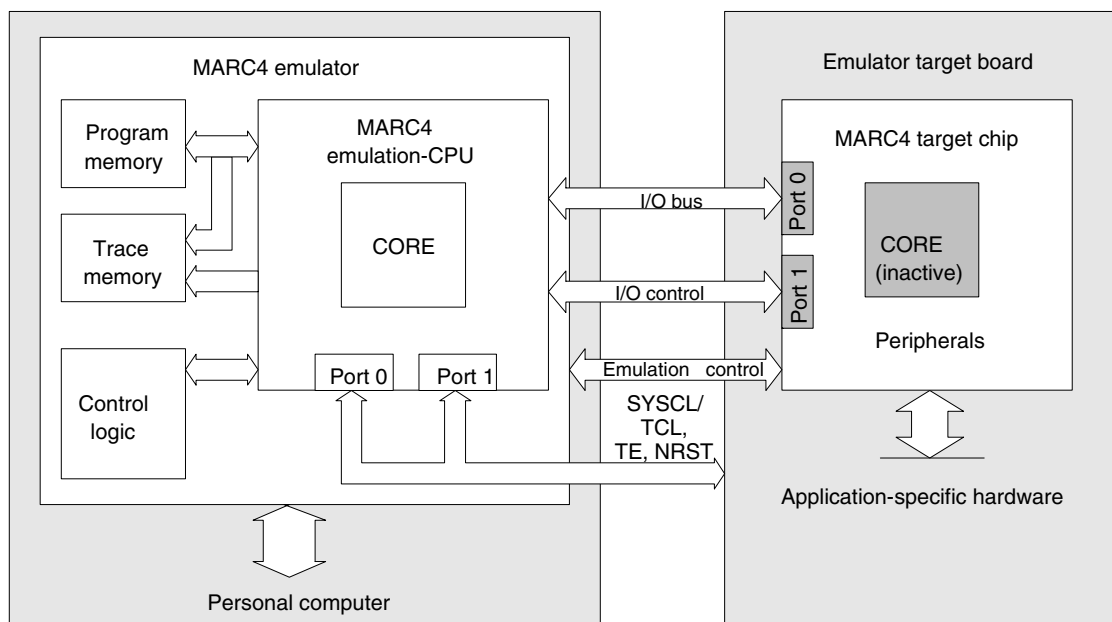 MARC4 emulator
Program
memory
Trace
memory
Control
logic
MARC4
emulation-CPU
CORE
Port 0
Port 1
Personal computer
I/O bus
I/O control
Emulation control
SYSCL/
TCL,
TE, NRST
Emulator target board
MARC4 target chip
Port 0
Port 1
CORE
(inactive)
Peripherals
Application-specific hardware